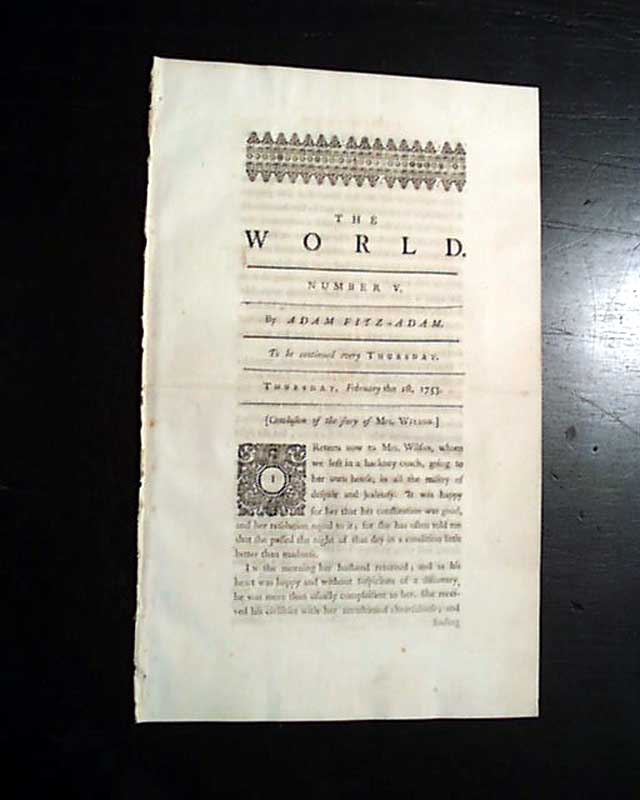 THE
WORLD.
NUMBER V.
By ADAM FITZ-ADAM.
To be continued every THURSDAY.
THURSDAY, February the 1st, 1753.
[Conclusion of the story of Mrs. WILSON.]
I Return now to Mrs. Wilson, whom
we left in a hackney coach, going to
her own house, in all the misery of
despair and jealousy. It was happy
for her that her constitution was good,
and her resolution equal to it; for she has often told me
that she passed the night of that day in a condition little
better than madness.
IN the morning her husband returned; and as his
heart was happy and without suspicion of a discovery,
he was more than usually complaisant to her. She recei-
ved his civilities with her accustomed chearfulness; and
finding